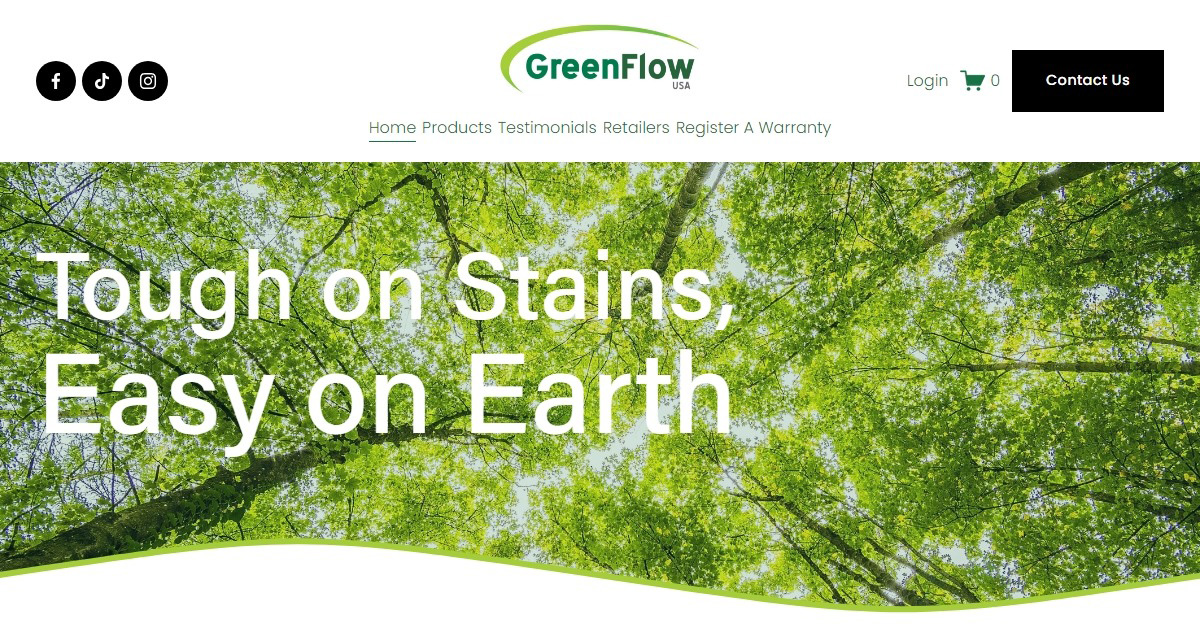 GreenFlow
USA
Login 0 Contact Us
Home Products Testimonials Retailers Register A Warranty
Tough on Stains,
Easy on Earth